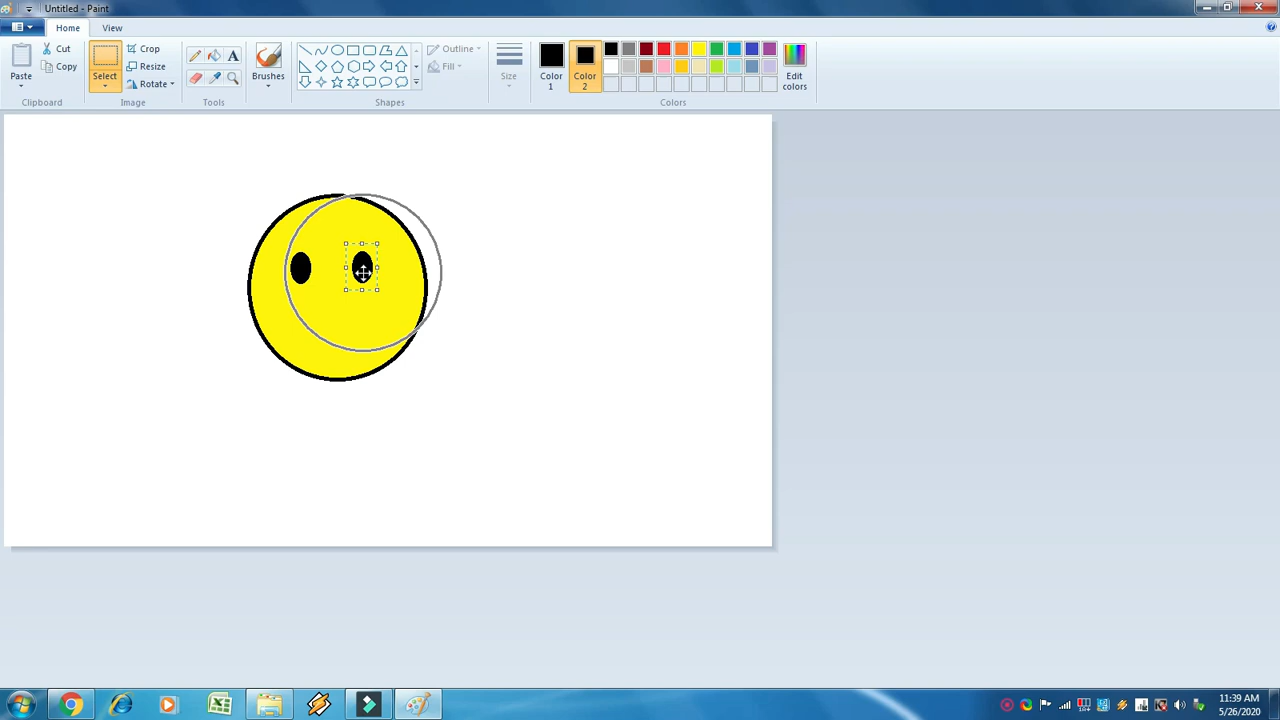 Untitled - Paint
Home View
Paste
Cut
Copy
Clipboard
Select
Crop
Resize
Rotate
Image
A
Tools
Brushes
Shapes
Outline
Fill
Size
Color 1
Color 2
Edit colors
Colors
11:39 AM
5/26/2020